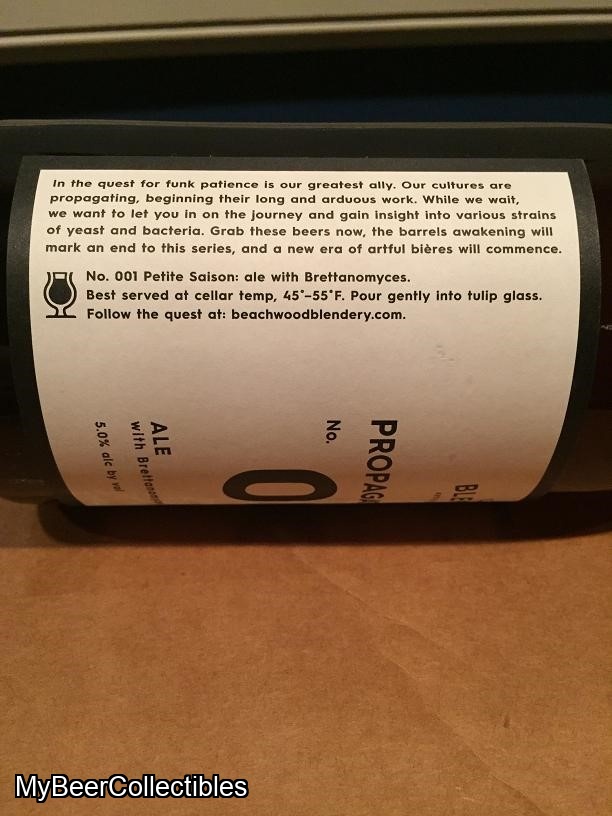 In the quest for funk patience is our greatest ally. Our cultures are
propagating, beginning their long and arduous work. While we wait,
we want to let you in on the journey and gain insight into various strains
of yeast and bacteria. Grab these beers now, the barrels awakening will
mark an end to this series, and a new era of artful bières will commence.
No. 001 Petite Saison: ale with Brettanomyces.
Best served at cellar temp, 45°-55°F. Pour gently into tulip glass.
Follow the quest at: beachwoodblendery.com.
BLE
PROPAGA
No.
0
ALE
with Brettanomy
5.0% alc by vol
MyBeerCollectibles